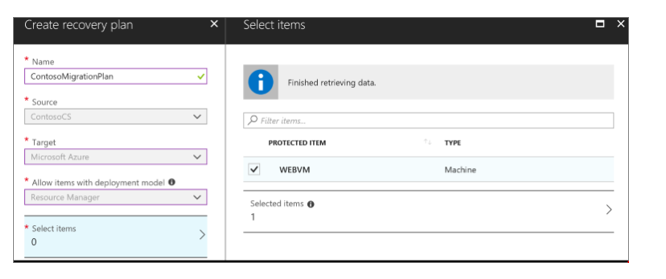 Create recovery plan
* Name
ContosoMigrationPlan
* Source
ContosoCS
* Target
Microsoft Azure
* Allow items with deployment model
Resource Manager
* Select items
0
Select items
Finished retrieving data.
Filter items...
PROTECTED ITEM TYPE
WEBVM Machine
Selected items
1